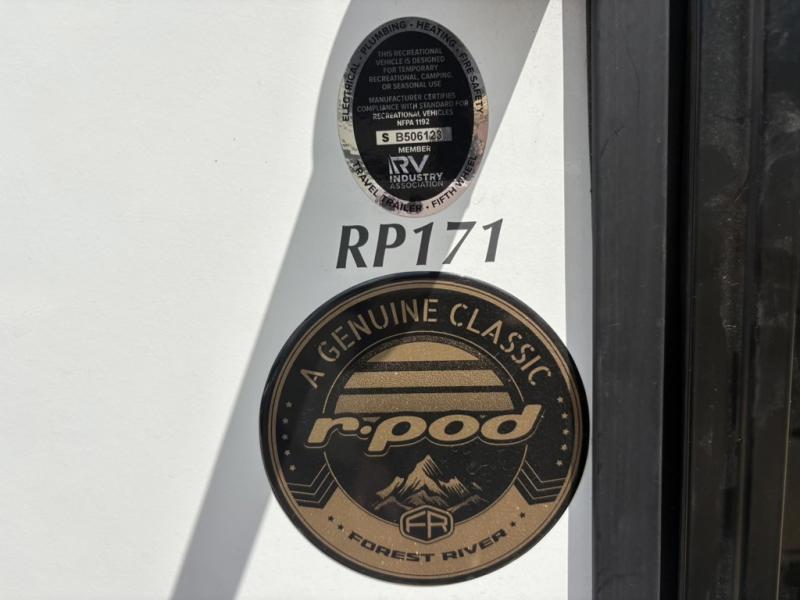 ELECTRICAL - PLUMBING - HEATING - FIRE SAFETY
THIS RECREATIONAL
VEHICLE IS DESIGNED
FOR TEMPORARY
RECREATIONAL, CAMPING,
OR SEASONAL USE
MANUFACTURER CERTIFIES
COMPLIANCE WITH STANDARD FOR
RECREATIONAL VEHICLES
NFPA 1192
S B506123
MEMBER
RV
INDUSTRY
ASSOCIATION
TRAVEL TRAILER - FIFTH WHEEL
RP171
A GENUINE CLASSIC
r·pod
FR
FOREST RIVER